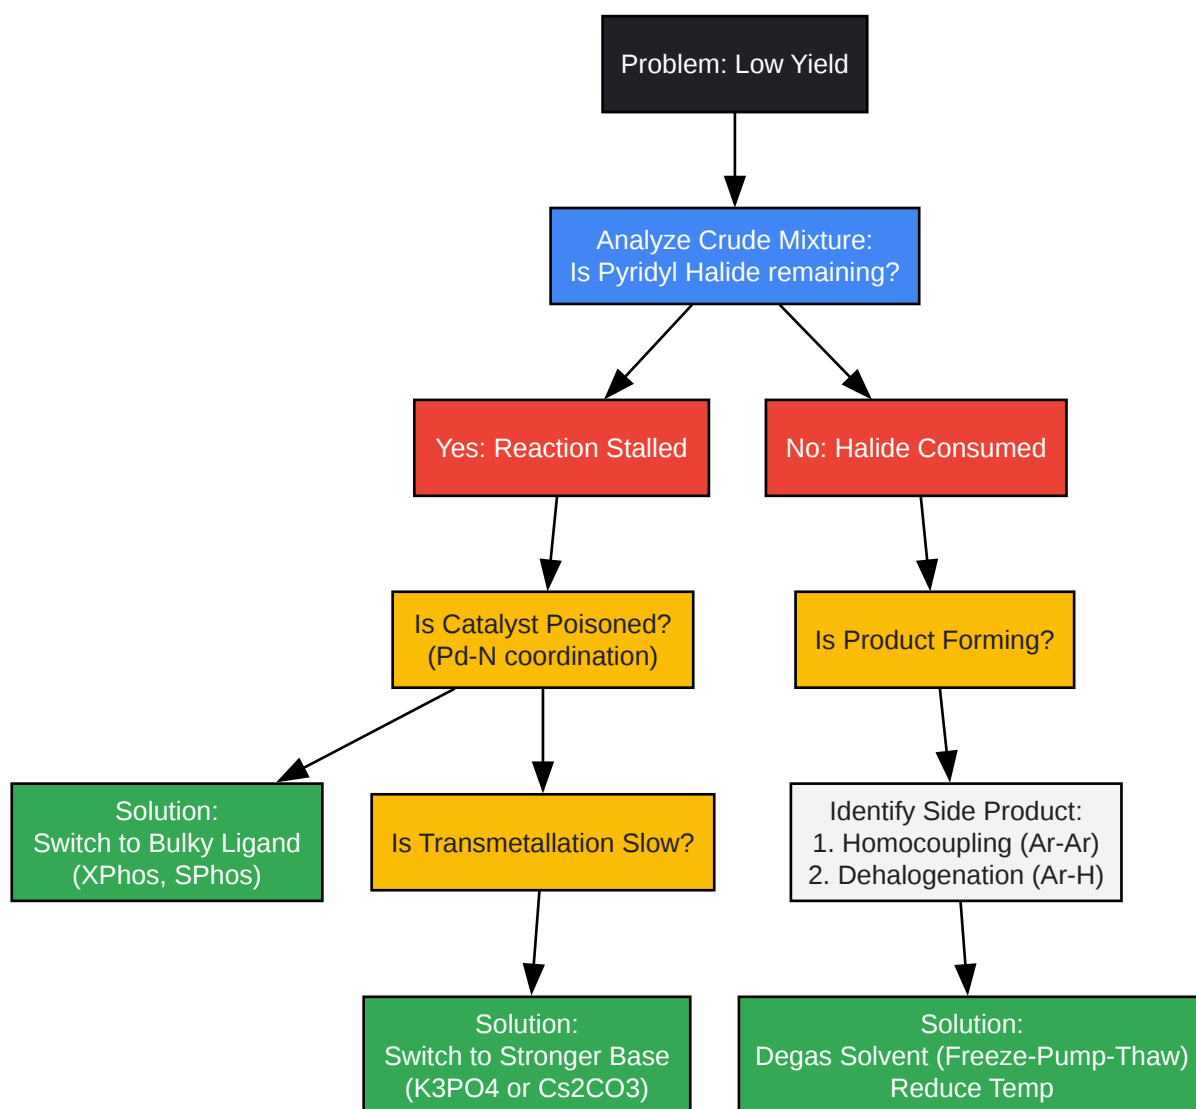 Problem: Low Yield
Analyze Crude Mixture:
Is Pyridyl Halide remaining?
Yes: Reaction Stalled
No: Halide Consumed
Is Catalyst Poisoned?
(Pd-N coordination)
Is Product Forming?
Solution:
Switch to Bulky Ligand
(XPhos, SPhos)
Is Transmetallation Slow?
Identify Side Product:
1. Homocoupling (Ar-Ar)
2. Dehalogenation (Ar-H)
Solution:
Switch to Stronger Base
(K3PO4 or Cs2CO3)
Solution:
Degas Solvent (Freeze-Pump-Thaw)
Reduce Temp